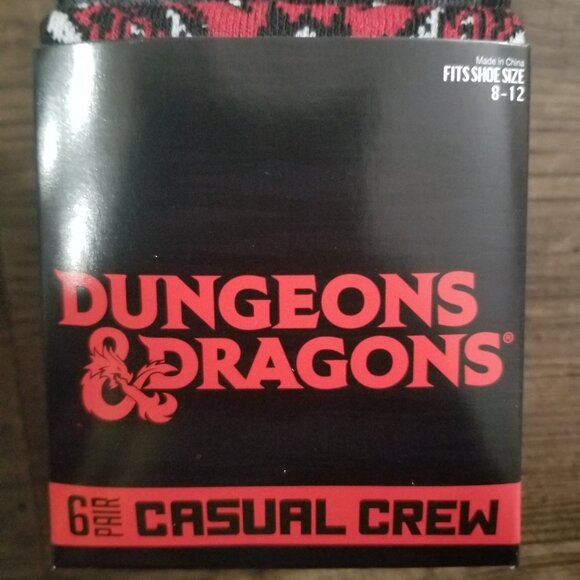 Made in China
FITS SHOE SIZE
8-12
DUNGEONS
& DRAGONS®
6 PAIR CASUAL CREW